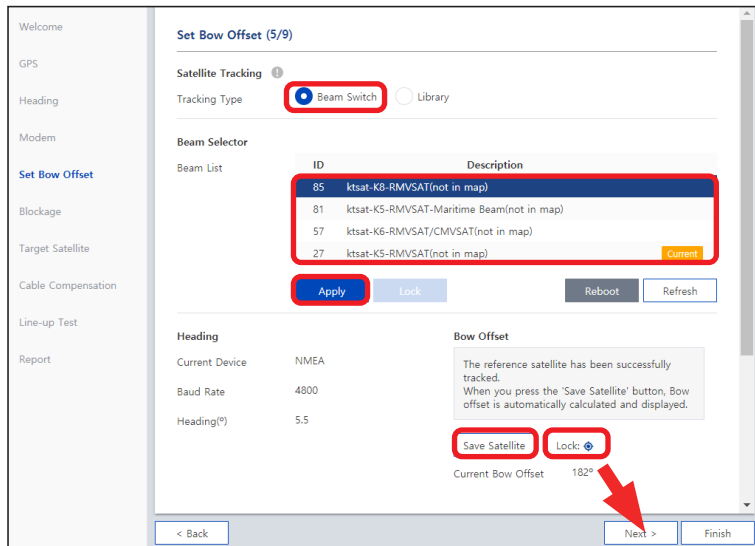 Welcome
GPS
Heading
Modem
Set Bow Offset
Blockage
Target Satellite
Cable Compensation
Line-up Test
Report
Set Bow Offset (5/9)
Satellite Tracking
Tracking Type Beam Switch Library
Beam Selector
Beam List
ID Description
85 ktsat-K8-RMVSAT(not in map)
81 ktsat-K5-RMVSAT-Maritime Beam(not in map)
57 ktsat-K6-RMVSAT/CMVSAT(not in map)
27 ktsat-K5-RMVSAT(not in map) Current
Apply Lock Reboot Refresh
Heading
Current Device NMEA
Baud Rate 4800
Heading(º) 5.5
Bow Offset
The reference satellite has been successfully
tracked.
When you press the 'Save Satellite' button, Bow
offset is automatically calculated and displayed.
Save Satellite Lock:
Current Bow Offset 182º
< Back Next > Finish